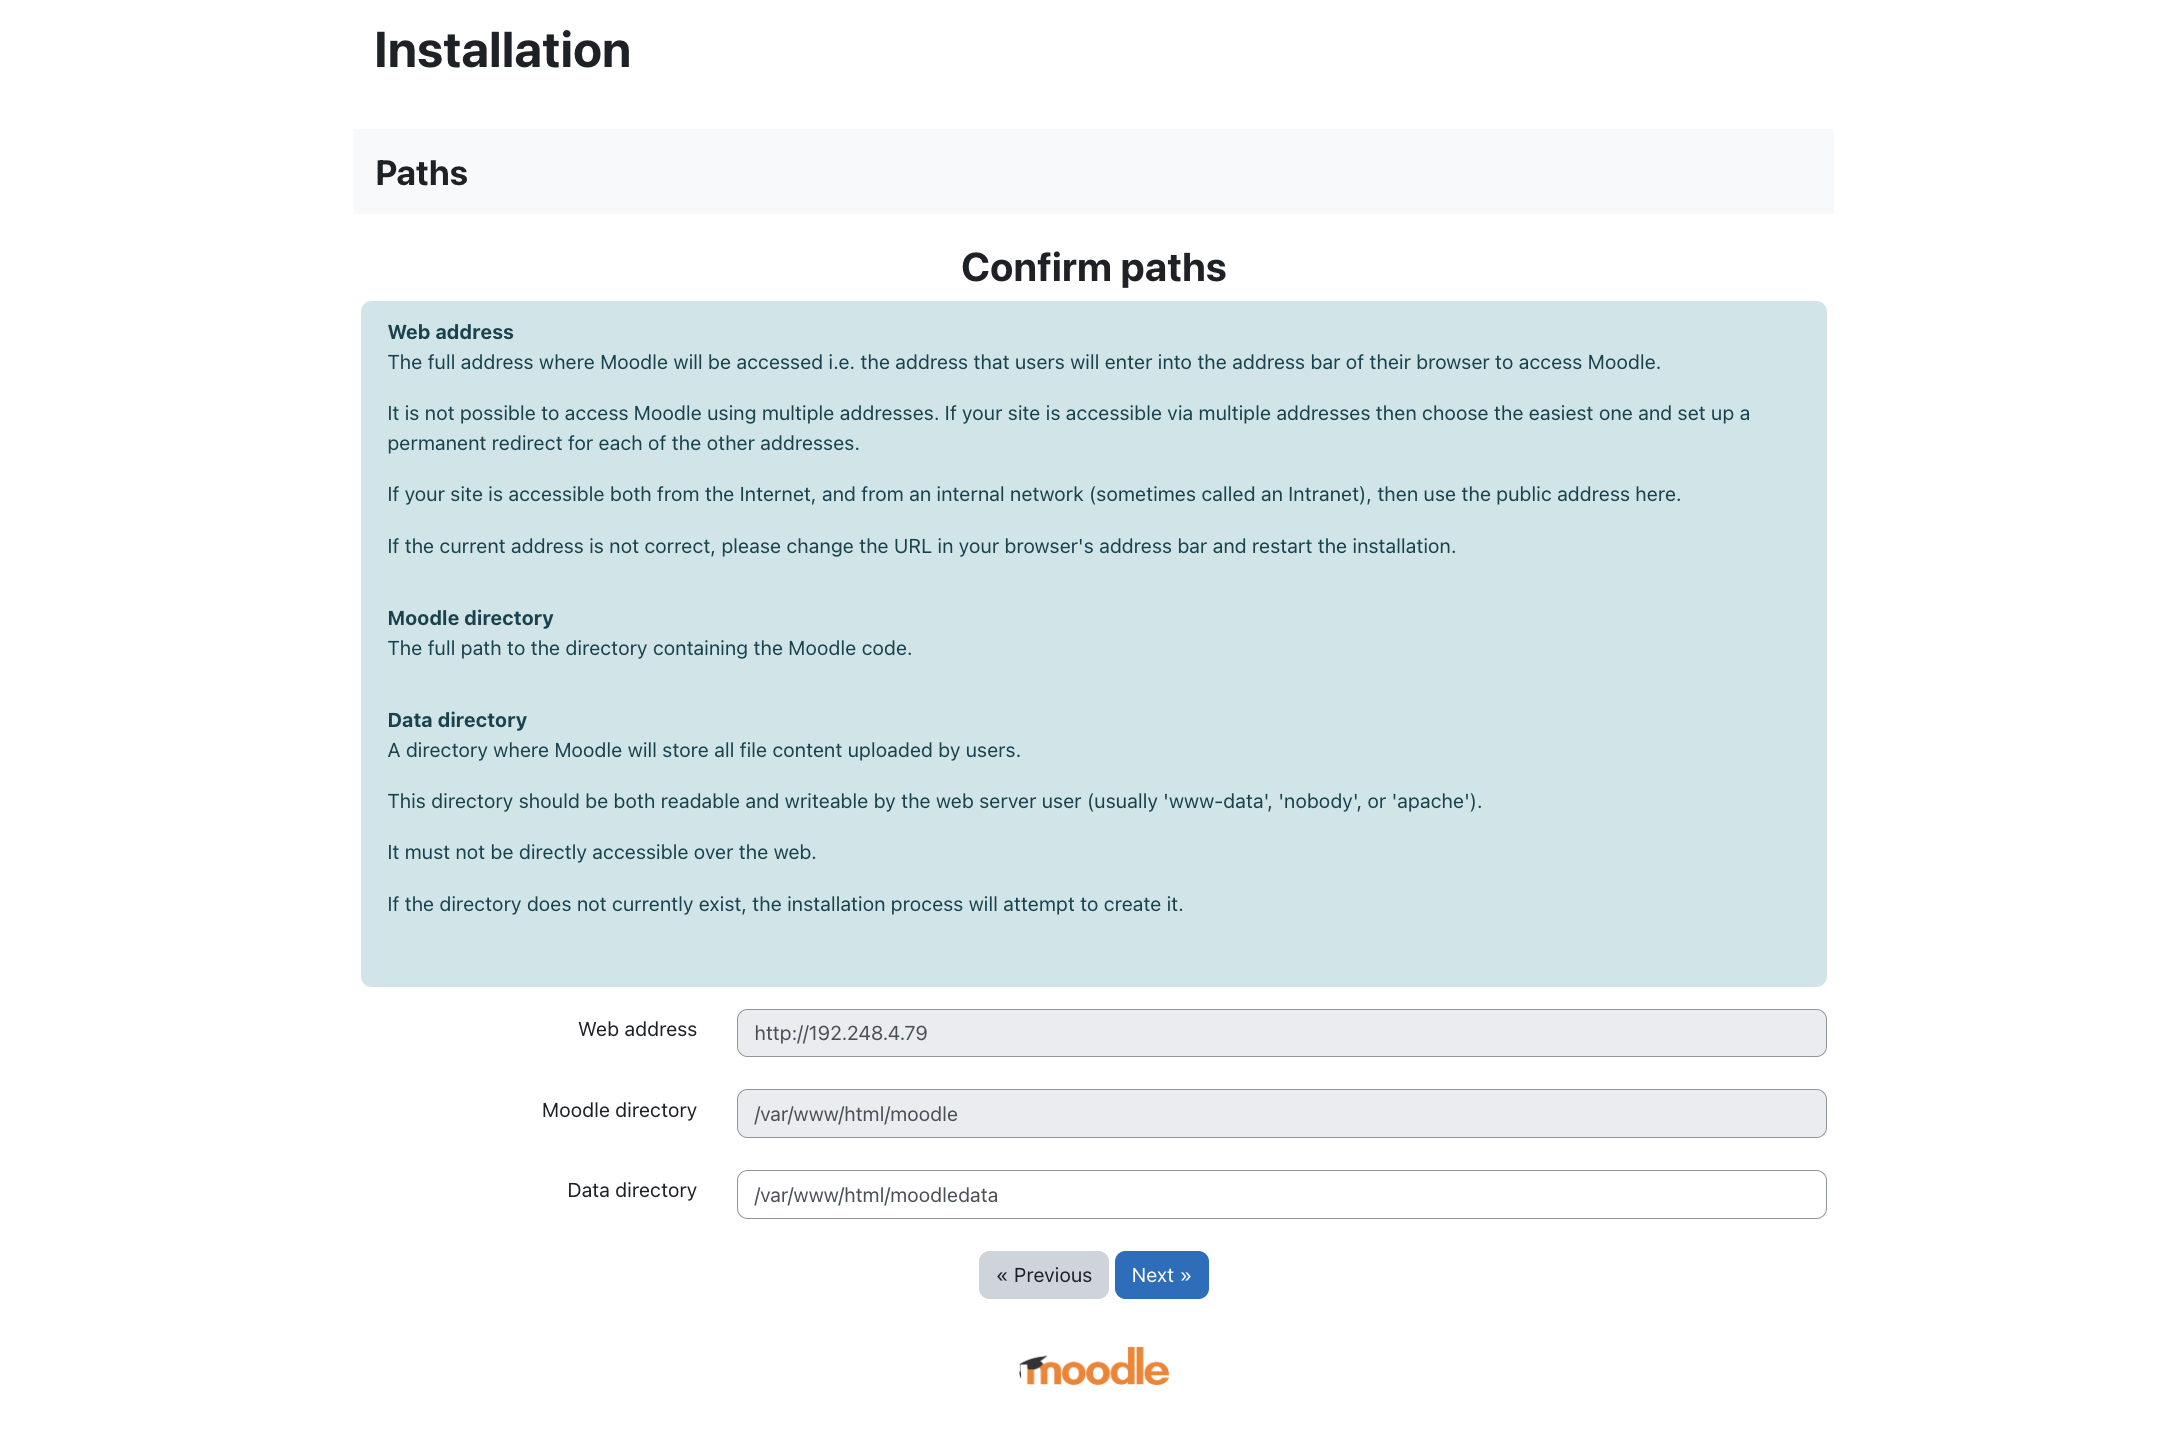 Installation
Paths
Confirm paths
Web address
The full address where Moodle will be accessed i.e. the address that users will enter into the address bar of their browser to access Moodle.
It is not possible to access Moodle using multiple addresses. If your site is accessible via multiple addresses then choose the easiest one and set up a
permanent redirect for each of the other addresses.
If your site is accessible both from the Internet, and from an internal network (sometimes called an Intranet), then use the public address here.
If the current address is not correct, please change the URL in your browser's address bar and restart the installation.
Moodle directory
The full path to the directory containing the Moodle code.
Data directory
A directory where Moodle will store all file content uploaded by users.
This directory should be both readable and writeable by the web server user (usually 'www-data', 'nobody', or 'apache').
It must not be directly accessible over the web.
If the directory does not currently exist, the installation process will attempt to create it.
Web address http://192.248.4.79
Moodle directory /var/www/html/moodle
Data directory /var/www/html/moodledata
« Previous Next »
moodle